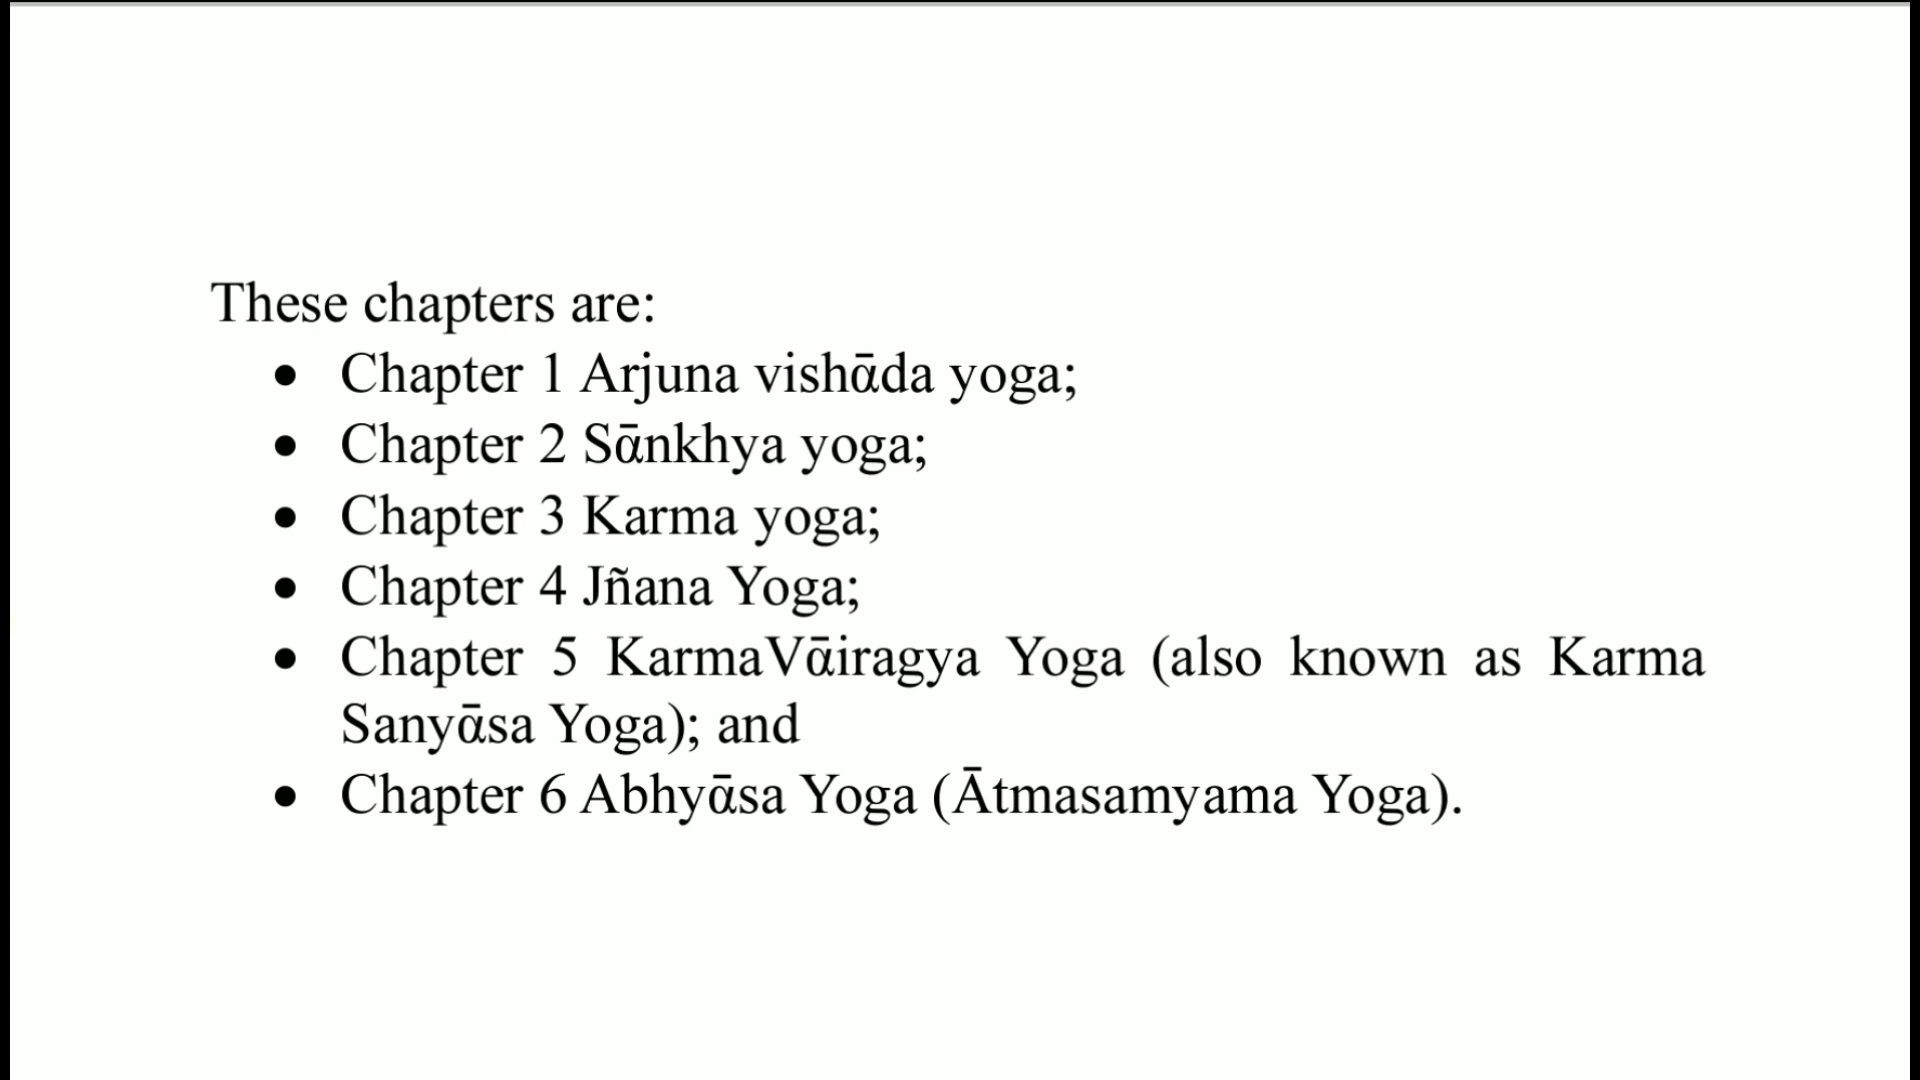 These chapters are:
• Chapter 1 Arjuna vishᾱda yoga;
• Chapter 2 Sᾱnkhya yoga;
• Chapter 3 Karma yoga;
• Chapter 4 Jñana Yoga;
• Chapter 5 KarmaVᾱiragya Yoga (also known as Karma
Sanyᾱsa Yoga); and
• Chapter 6 Abhyᾱsa Yoga (Ātmasamyama Yoga).